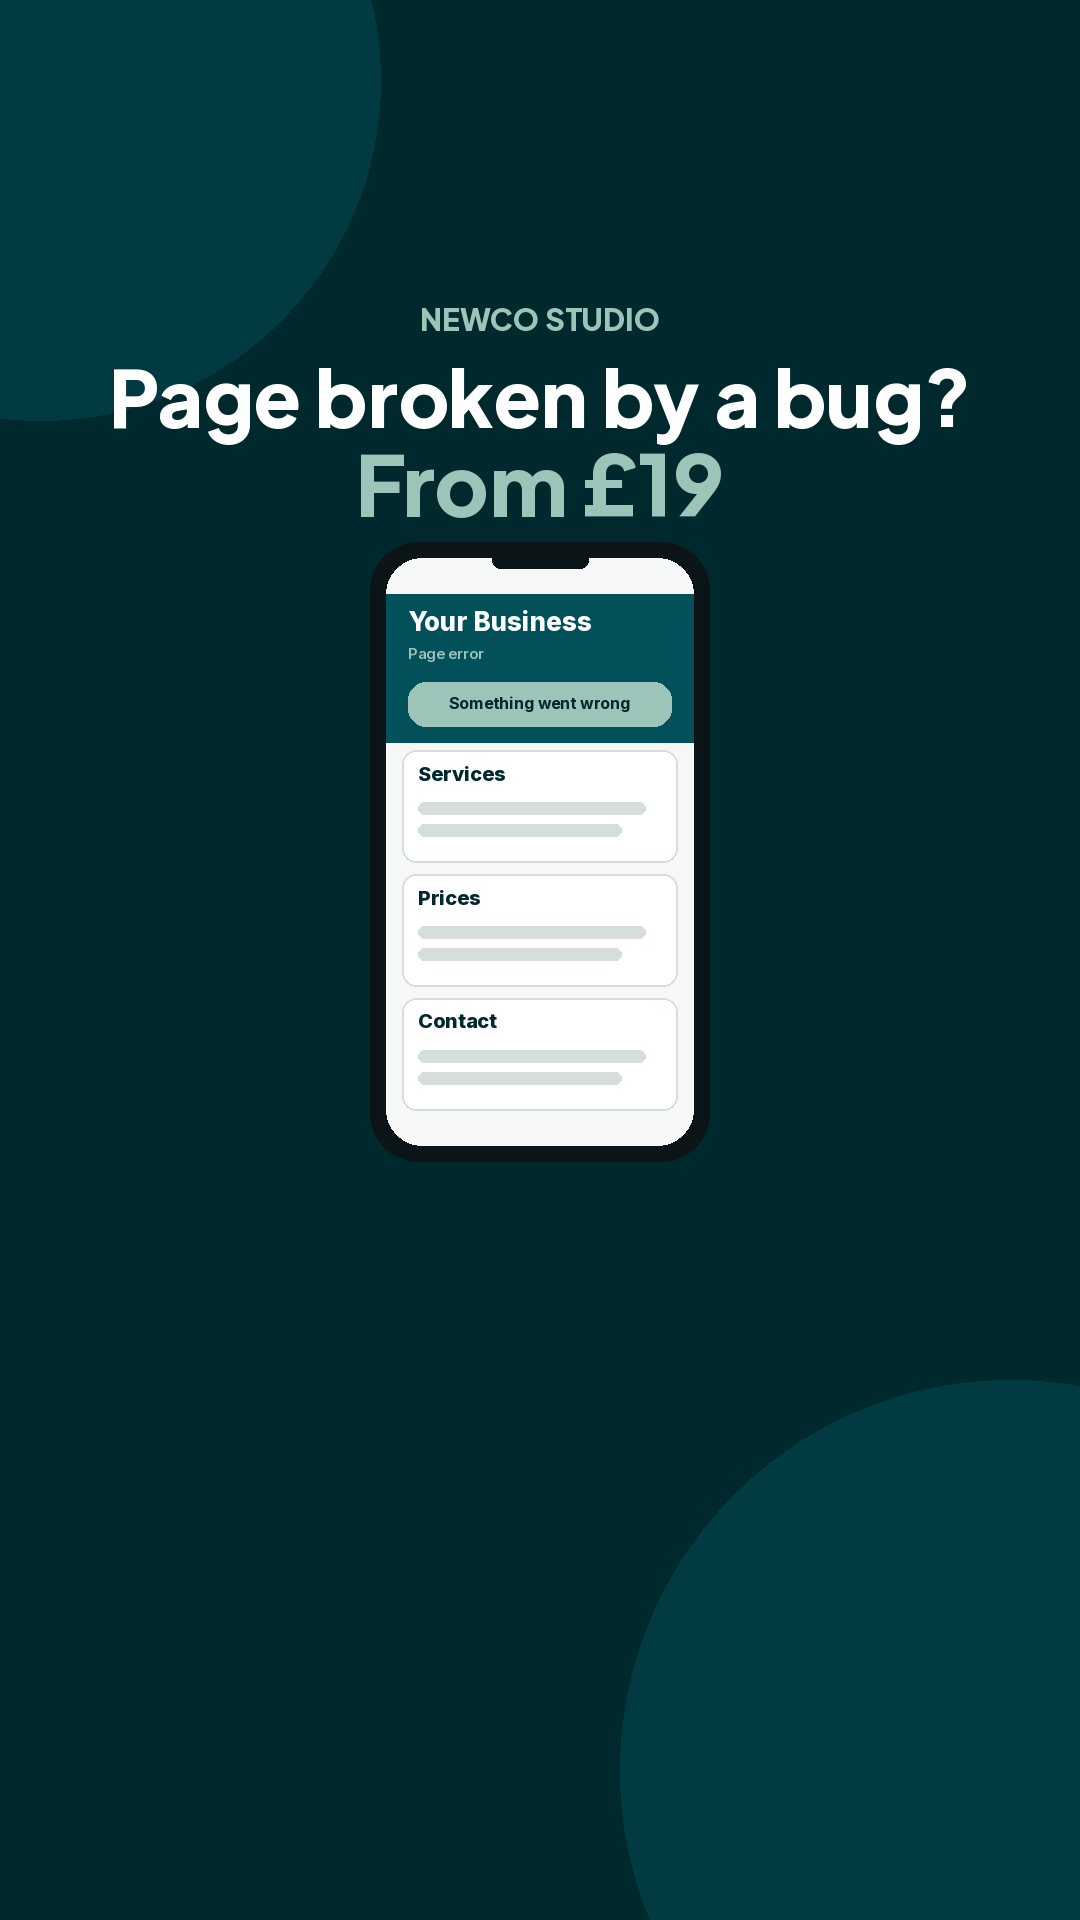 NEWCO STUDIO
Page broken by a bug?
From £19
Your Business
Page error
Something went wrong
Services
Prices
Contact